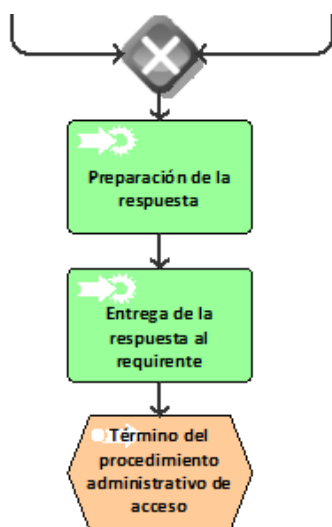 Preparación de la
respuesta
Entrega de la
respuesta al
requirente
Término del
procedimiento
administrativo de
acceso